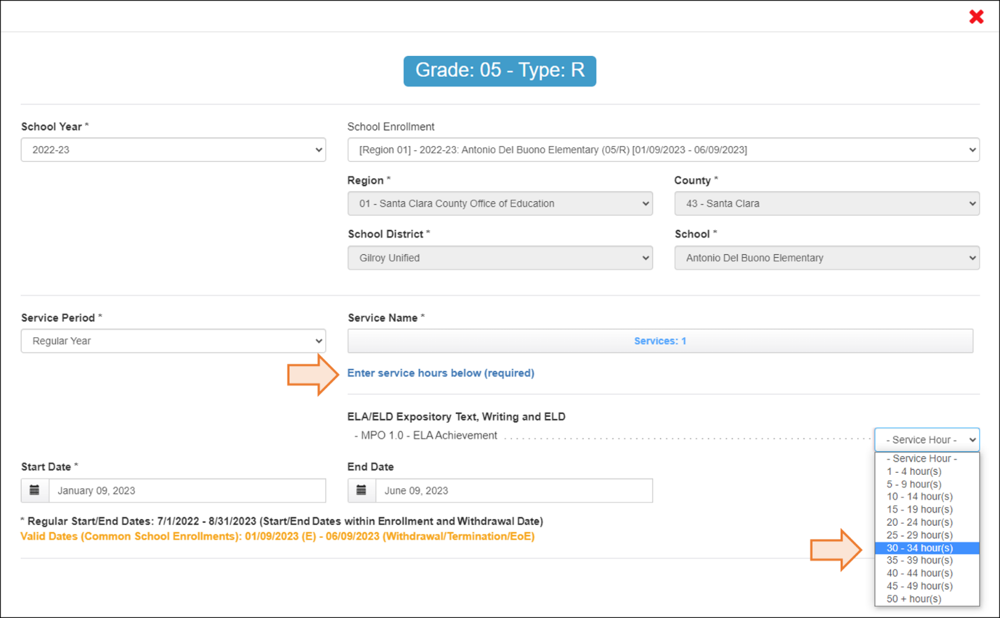 Grade: 05 - Type: R
School Year *
School Enrollment
2022-23
[Region 01] - 2022-23: Antonio Del Buono Elementary (05/R) [01/09/2023 - 06/09/2023]
Region *
County *
01 - Santa Clara County Office of Education
43 - Santa Clara
School District *
School *
Gilroy Unified
Antonio Del Buono Elementary
Service Period *
Service Name *
Regular Year
Services: 1
Enter service hours below (required)
ELA/ELD Expository Text, Writing and ELD
- MPO 1.0 - ELA Achievement
- Service Hour -
- Service Hour -
1 - 4 hour(s)
5 - 9 hour(s)
10 - 14 hour(s)
15 - 19 hour(s)
20 - 24 hour(s)
25 - 29 hour(s)
30 - 34 hour(s)
35 - 39 hour(s)
40 - 44 hour(s)
45 - 49 hour(s)
50 + hour(s)
Start Date *
End Date
January 09, 2023
June 09, 2023
* Regular Start/End Dates: 7/1/2022 - 8/31/2023 (Start/End Dates within Enrollment and Withdrawal Date)
Valid Dates (Common School Enrollments): 01/09/2023 (E) - 06/09/2023 (Withdrawal/Termination/EoE)